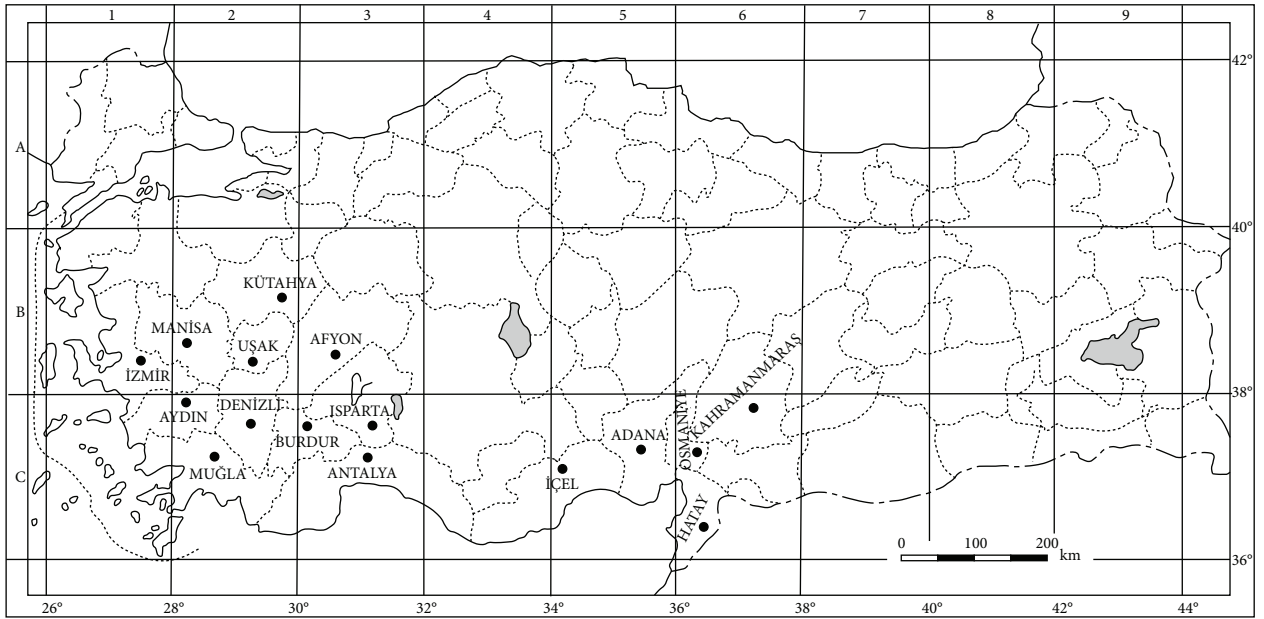 1 2 3 4 5 6 7 8 9
42°
A
40°
KÜTAHYA
B
MANİSA
UŞAK
AFYON
İZMİR
KAHRAMANMARAŞ
38°
AYDIN
DENİZLİ
ISPARTA
BURDUR
ADANA
OSMANİYE
MUĞLA
ANTALYA
İÇEL
C
HATAY
0 100 200
km
36°
26° 28° 30° 32° 34° 36° 38° 40° 42° 44°